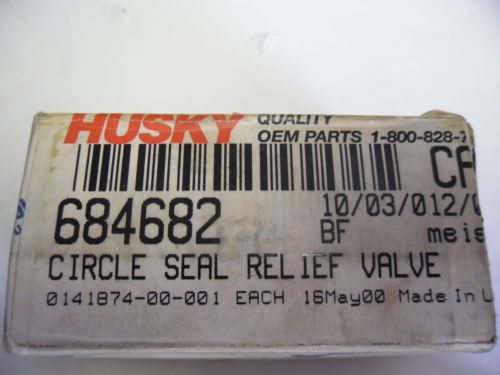 HUSKY QUALITY
OEM PARTS 1-800-828-7
684682
10/03/012/0
BF meis
CIRCLE SEAL RELIEF VALVE
0141874-00-001 EACH 16May00 Made In U